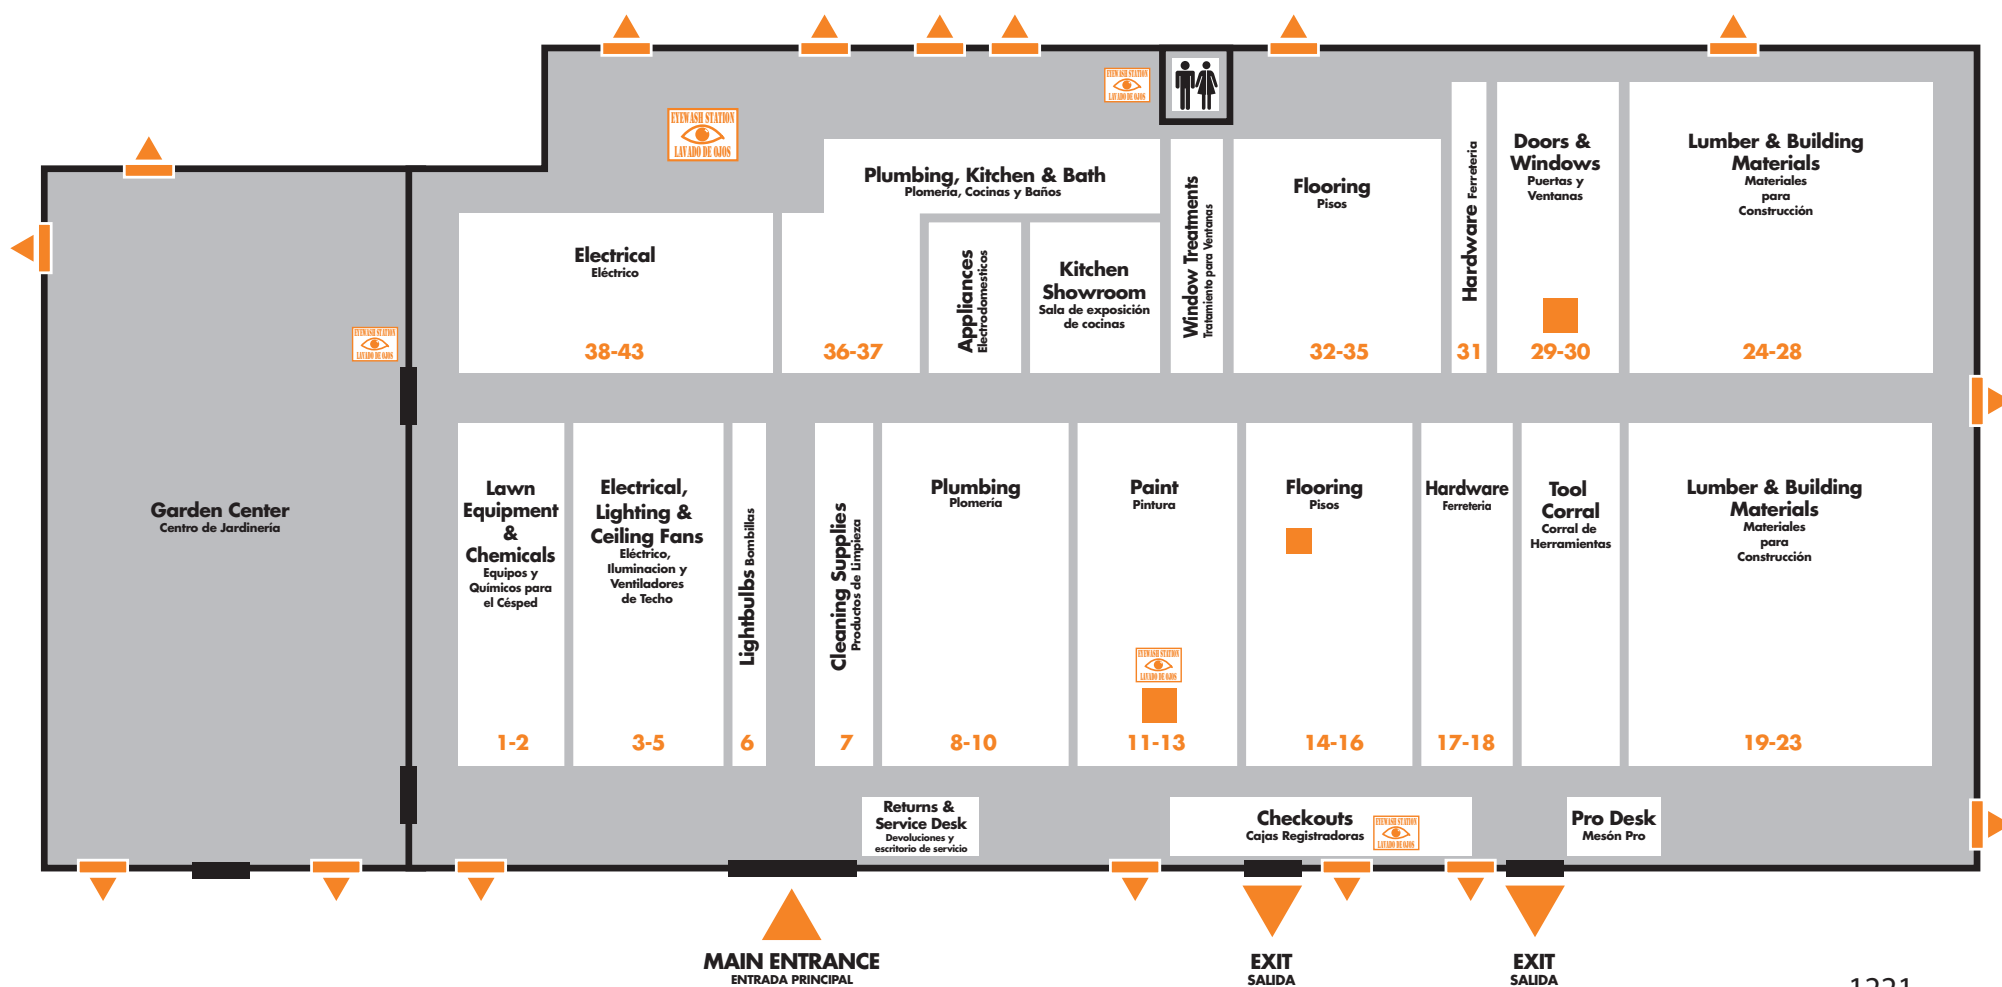 EYEWASH STATION
LAVADO DE OJOS
EYEWASH STATION
LAVADO DE OJOS
Plumbing, Kitchen & Bath
Plomería, Cocinas y Baños
Electrical
Eléctrico
38-43
36-37
Appliances
Electrodomesticos
Kitchen
Showroom
Sala de exposición
de cocinas
Window Treatments
Tratamiento para Ventanas
Flooring
Pisos
32-35
Hardware Ferreteria
31
Doors &
Windows
Puertas y
Ventanas
29-30
Lumber & Building
Materials
Materiales
para
Construcción
24-28
EYEWASH STATION
LAVADO DE OJOS
Garden Center
Centro de Jardinería
Lawn
Equipment
&
Chemicals
Equipos y
Químicos para
el Césped
1-2
Electrical,
Lighting &
Ceiling Fans
Eléctrico,
Iluminacion y
Ventiladores
de Techo
3-5
Lightbulbs Bombillas
6
Cleaning Supplies
Productos de Limpieza
7
Plumbing
Plomería
8-10
Paint
Pintura
EYEWASH STATION
LAVADO DE OJOS
11-13
Flooring
Pisos
14-16
Hardware
Ferreteria
17-18
Tool
Corral
Corral de
Herramientas
Lumber & Building
Materials
Materiales
para
Construcción
19-23
Returns &
Service Desk
Devoluciones y
escritorio de servicio
Checkouts
Cajas Registradoras
EYEWASH STATION
LAVADO DE OJOS
Pro Desk
Mesón Pro
MAIN ENTRANCE
ENTRADA PRINCIPAL
EXIT
SALIDA
EXIT
SALIDA
1221